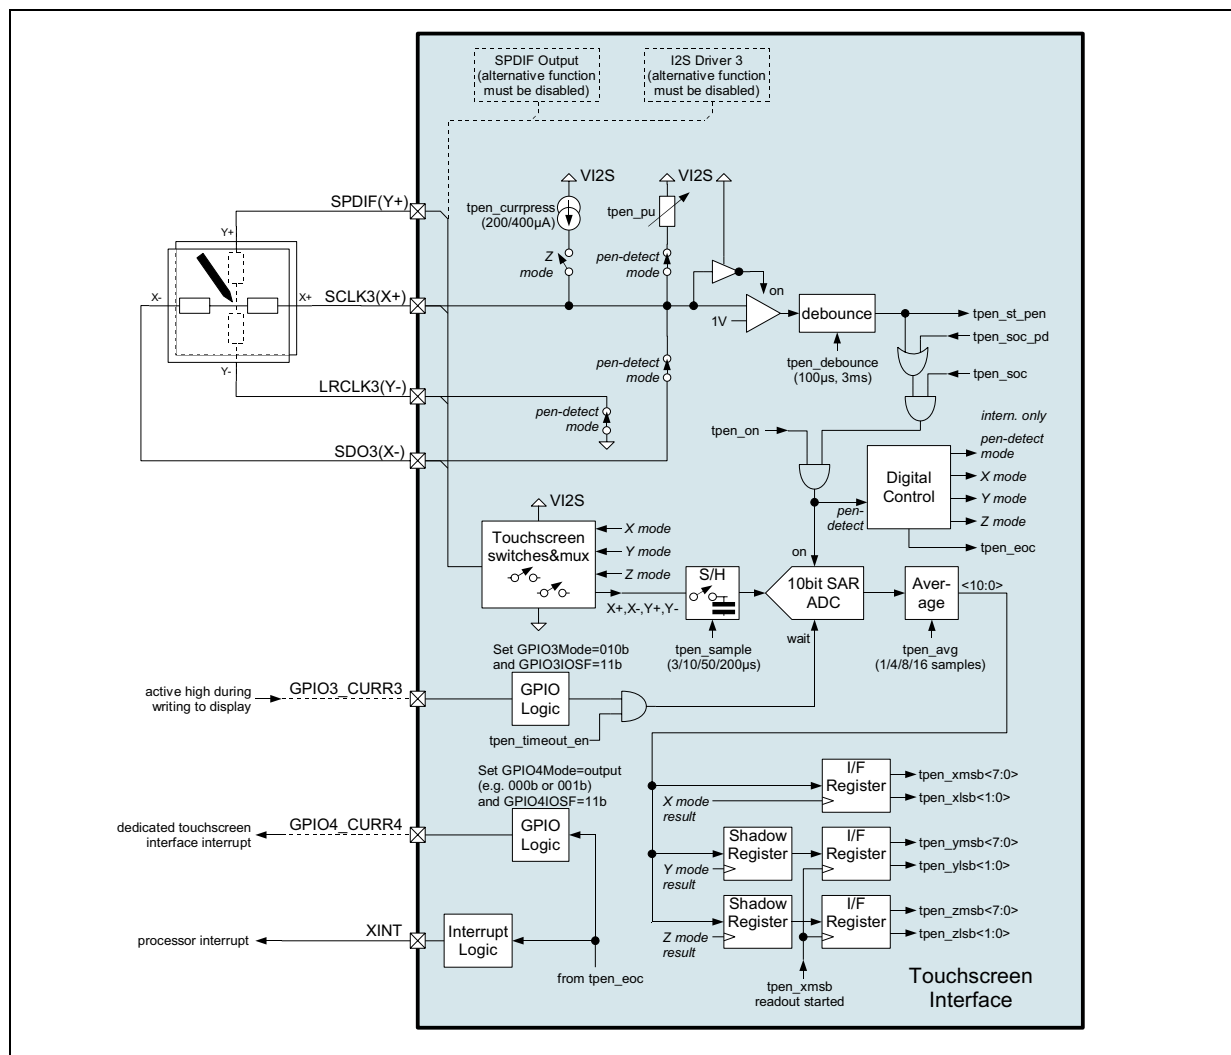 SPDIF Output
(alternative function
must be disabled)
I2S Driver 3
(alternative function
must be disabled)
VI2S
VI2S
SPDIF(Y+)
tpen_currpress
(200/400µA)
tpen_pu
Y+
Z
mode
pen-detect
mode
X-
X+
SCLK3(X+)
on
1V
debounce
tpen_st_pen
tpen_soc_pd
Y-
pen-detect
mode
tpen_debounce
(100µs, 3ms)
tpen_soc
LRCLK3(Y-)
pen-detect
mode
intern. only
tpen_on
pen-detect
mode
SDO3(X-)
Digital
Control
X mode
Y mode
Z mode
pen-
detect
VI2S
Touchscreen
switches&mux
X mode
Y mode
Z mode
on
tpen_eoc
S/H
10bit SAR
ADC
Aver-
age
<10:0>
X+,X-,Y+,Y-
wait
tpen_sample
(3/10/50/200µs)
tpen_avg
(1/4/8/16 samples)
Set GPIO3Mode=010b
and GPIO3IOSF=11b
active high during
writing to display
GPIO3_CURR3
GPIO
Logic
tpen_timeout_en
Set GPIO4Mode=output
(e.g. 000b or 001b)
and GPIO4IOSF=11b
I/F
Register
tpen_xmsb<7:0>
tpen_xlsb<1:0>
X mode
result
dedicated touchscreen
interface interrupt
GPIO4_CURR4
GPIO
Logic
Shadow
Register
I/F
Register
tpen_ymsb<7:0>
tpen_ylsb<1:0>
Y mode
result
Shadow
Register
I/F
Register
tpen_zmsb<7:0>
tpen_zlsb<1:0>
Z mode
result
processor interrupt
XINT
Interrupt
Logic
from tpen_eoc
tpen_xmsb
readout started
Touchscreen
Interface